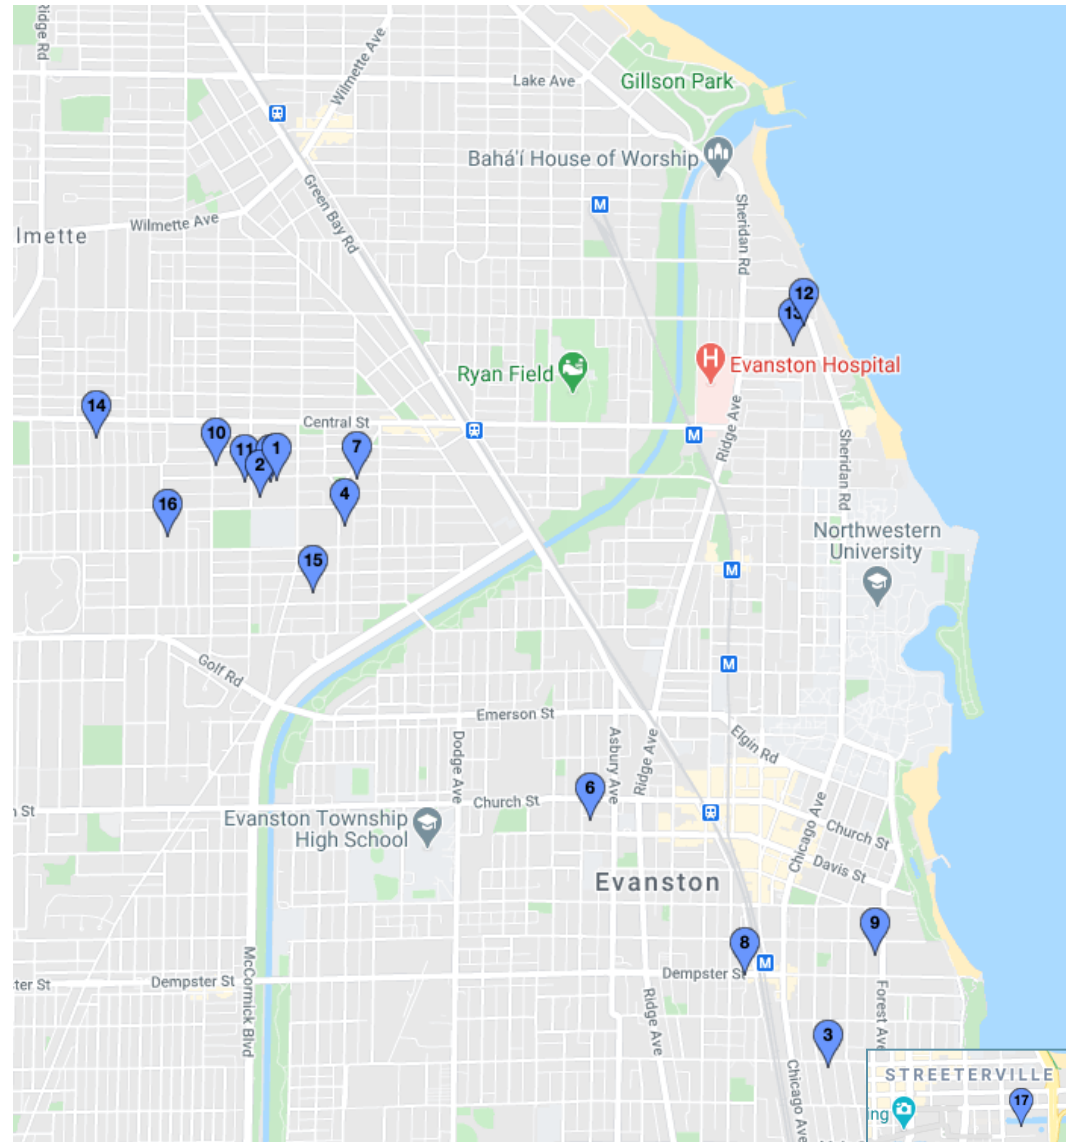 Ridge Rd
Wilmette Ave
Lake Ave
Gillson Park
Bahá'í House of Worship
M
Green Bay Rd
Sheridan Rd
Wilmette Ave
lmette
12
13
H
Evanston Hospital
Ryan Field
14
Central St
10
11
1
2
7
M
Ridge Ave
Sheridan Rd
4
16
Northwestern
University
15
M
M
Golf Rd
Emerson St
Elgin Rd
Dodge Ave
Asbury Ave
Ridge Ave
6
Church St
Chicago Ave
Church St
Evanston Township
High School
Davis St
Evanston
9
8
M
Dempster St
Dempster St
McCormick Blvd
Ridge Ave
Forest Ave
3
Chicago Ave
STREETERVILLE
17
ing